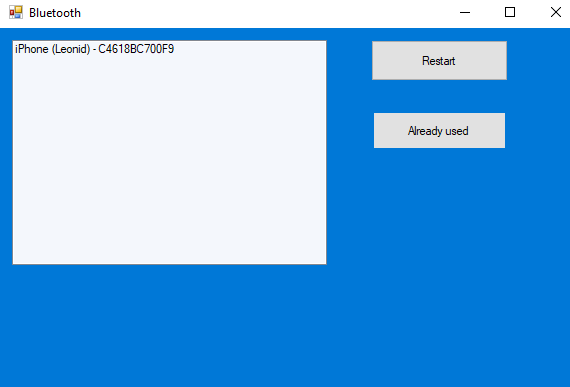 Bluetooth
iPhone (Leonid) - C4618BC700F9
Restart
Already used